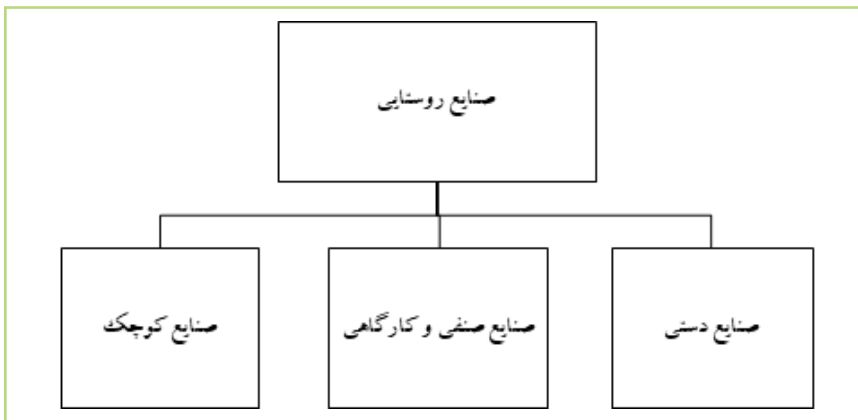 صنایع روستایی
صنایع دستی
صنایع صنفی و کارگاهی
صنایع کوچک